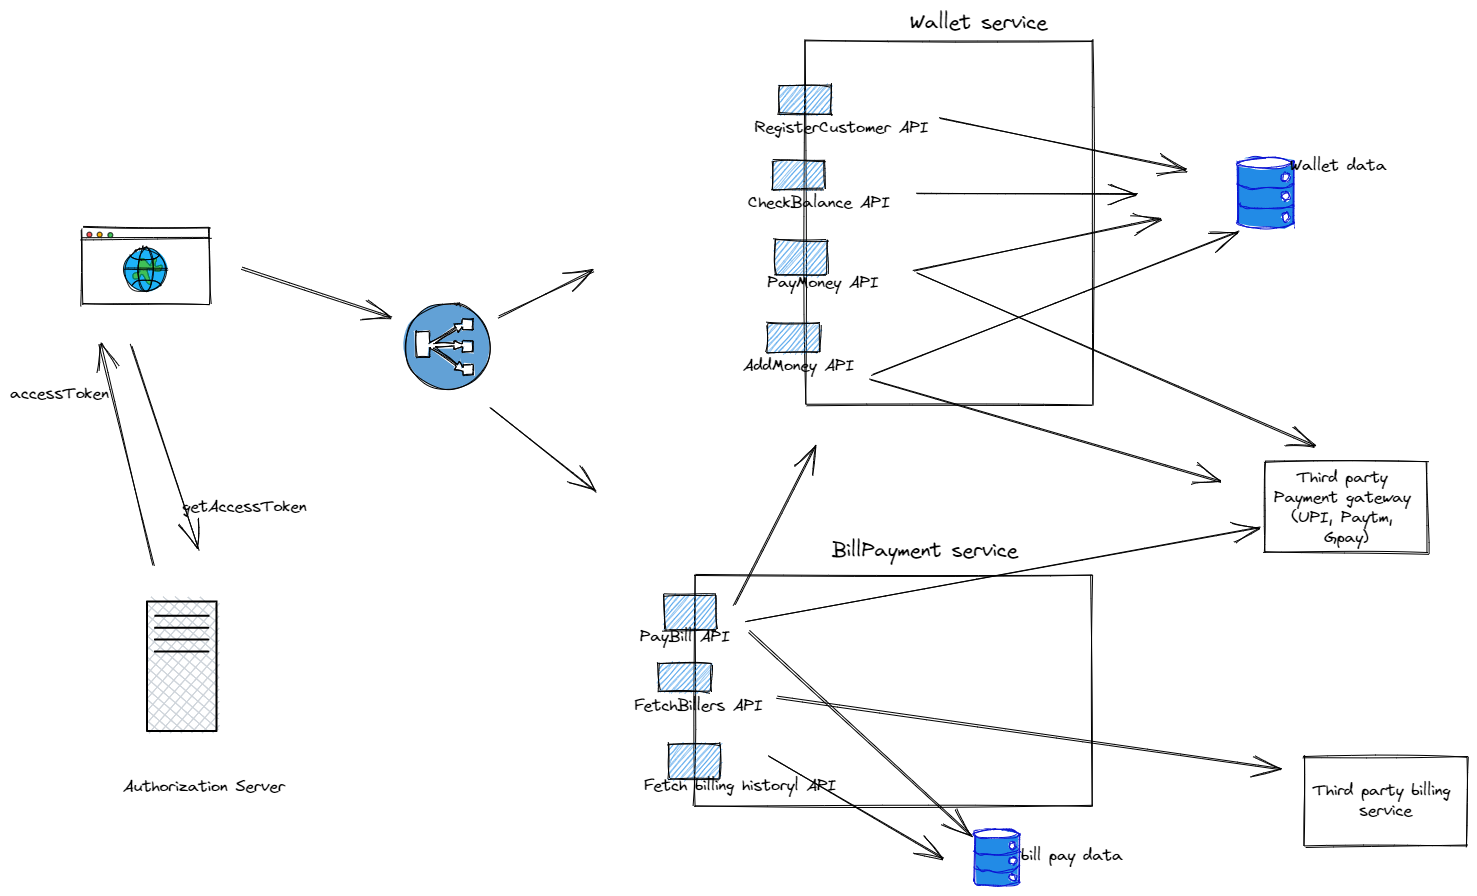 Wallet service
RegisterCustomer API
CheckBalance API
PayMoney API
AddMoney API
Wallet data
accessToken
getAccessToken
Authorization Server
Third party
Payment gateway
(UPI, Paytm,
Gpay)
BillPayment service
PayBill API
FetchBillers API
Fetch billing historyl API
bill pay data
Third party billing
service